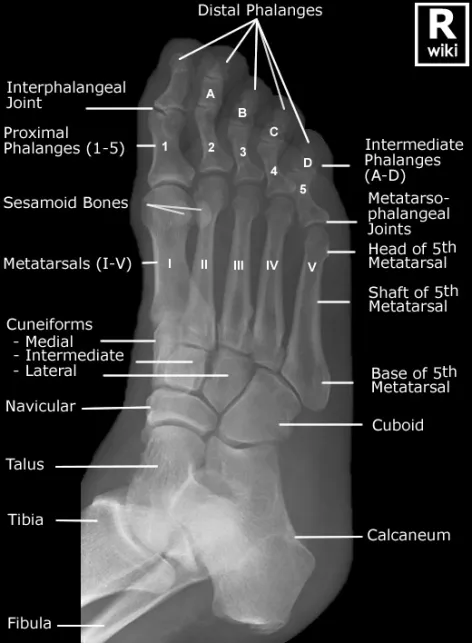 Distal Phalanges
R
wiki
Interphalangeal
Joint
Proximal
Phalanges (1-5)
Sesamoid Bones
Metatarsals (I-V)
Cuneiforms
- Medial
- Intermediate
- Lateral
Navicular
Talus
Tibia
Fibula
A
B
C
D
1
2
3
4
5
I
II
III
IV
V
Intermediate
Phalanges
(A-D)
Metatarso-
phalangeal
Joints
Head of 5th
Metatarsal
Shaft of 5th
Metatarsal
Base of 5th
Metatarsal
Cuboid
Calcaneum